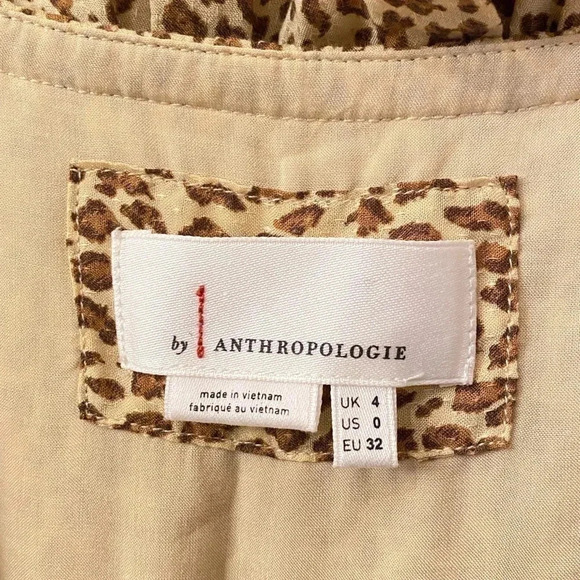 by ANTHROPOLOGIE
made in vietnam
fabriqué au vietnam
UK 4
US 0
EU 32